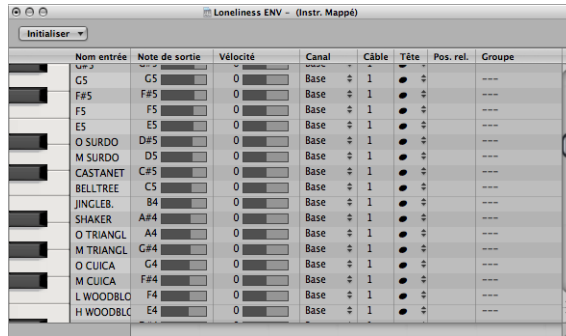 Loneliness ENV – (Instr. Mappé)
Initialiser
Nom entrée Note de sortie Vélocité Canal Câble Tête Pos. rel. Groupe
G5 G5 0 Base 1 ---
F#5 F#5 0 Base 1 ---
F5 F5 0 Base 1 ---
E5 E5 0 Base 1 ---
O SURDO D#5 0 Base 1 ---
M SURDO D5 0 Base 1 ---
CASTANET C#5 0 Base 1 ---
BELLTREE C5 0 Base 1 ---
JINGLEB. B4 0 Base 1 ---
SHAKER A#4 0 Base 1 ---
O TRIANGL A4 0 Base 1 ---
M TRIANGL G#4 0 Base 1 ---
O CUICA G4 0 Base 1 ---
M CUICA F#4 0 Base 1 ---
L WOODBLO F4 0 Base 1 ---
H WOODBLO E4 0 Base 1 ---